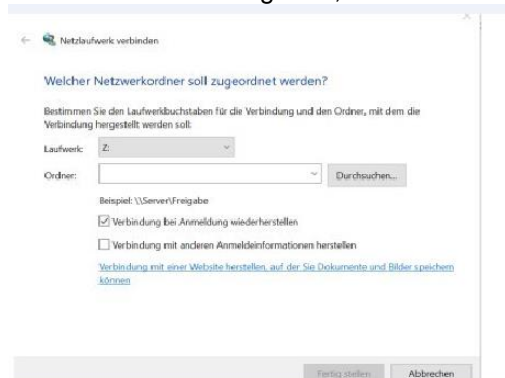 Netzlaufwerk verbinden
Welcher Netzwerkordner soll zugeordnet werden?
Bestimmen Sie den Laufwerkbuchstaben für die Verbindung und den Ordner, mit dem die
Verbindung hergestellt werden soll:
Laufwerk: Z:
Ordner: Durchsuchen...
Beispiel: \\Server\Freigabe
Verbindung bei Anmeldung wiederherstellen
Verbindung mit anderen Anmeldeinformationen herstellen
Verbindung mit einer Website herstellen, auf der Sie Dokumente und Bilder speichern
können
Fertig stellen Abbrechen